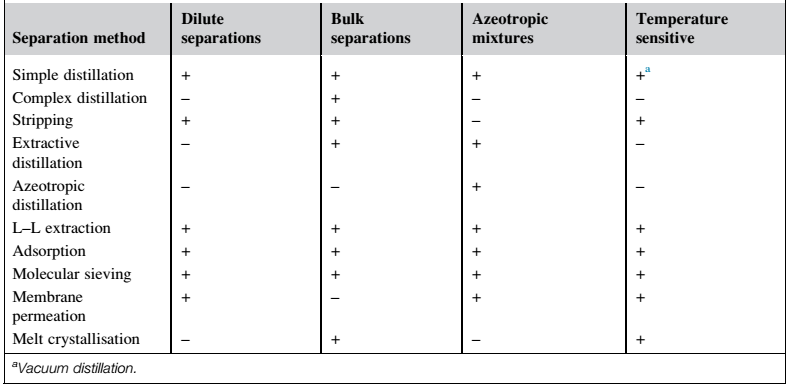 Separation method Dilute separations Bulk separations Azeotropic mixtures Temperature sensitive
Simple distillation + + + +a
Complex distillation – + – –
Stripping + + – +
Extractive distillation – + + –
Azeotropic distillation – – + –
L–L extraction + + + +
Adsorption + + + +
Molecular sieving + + + +
Membrane permeation + – + +
Melt crystallisation – + – +
aVacuum distillation.